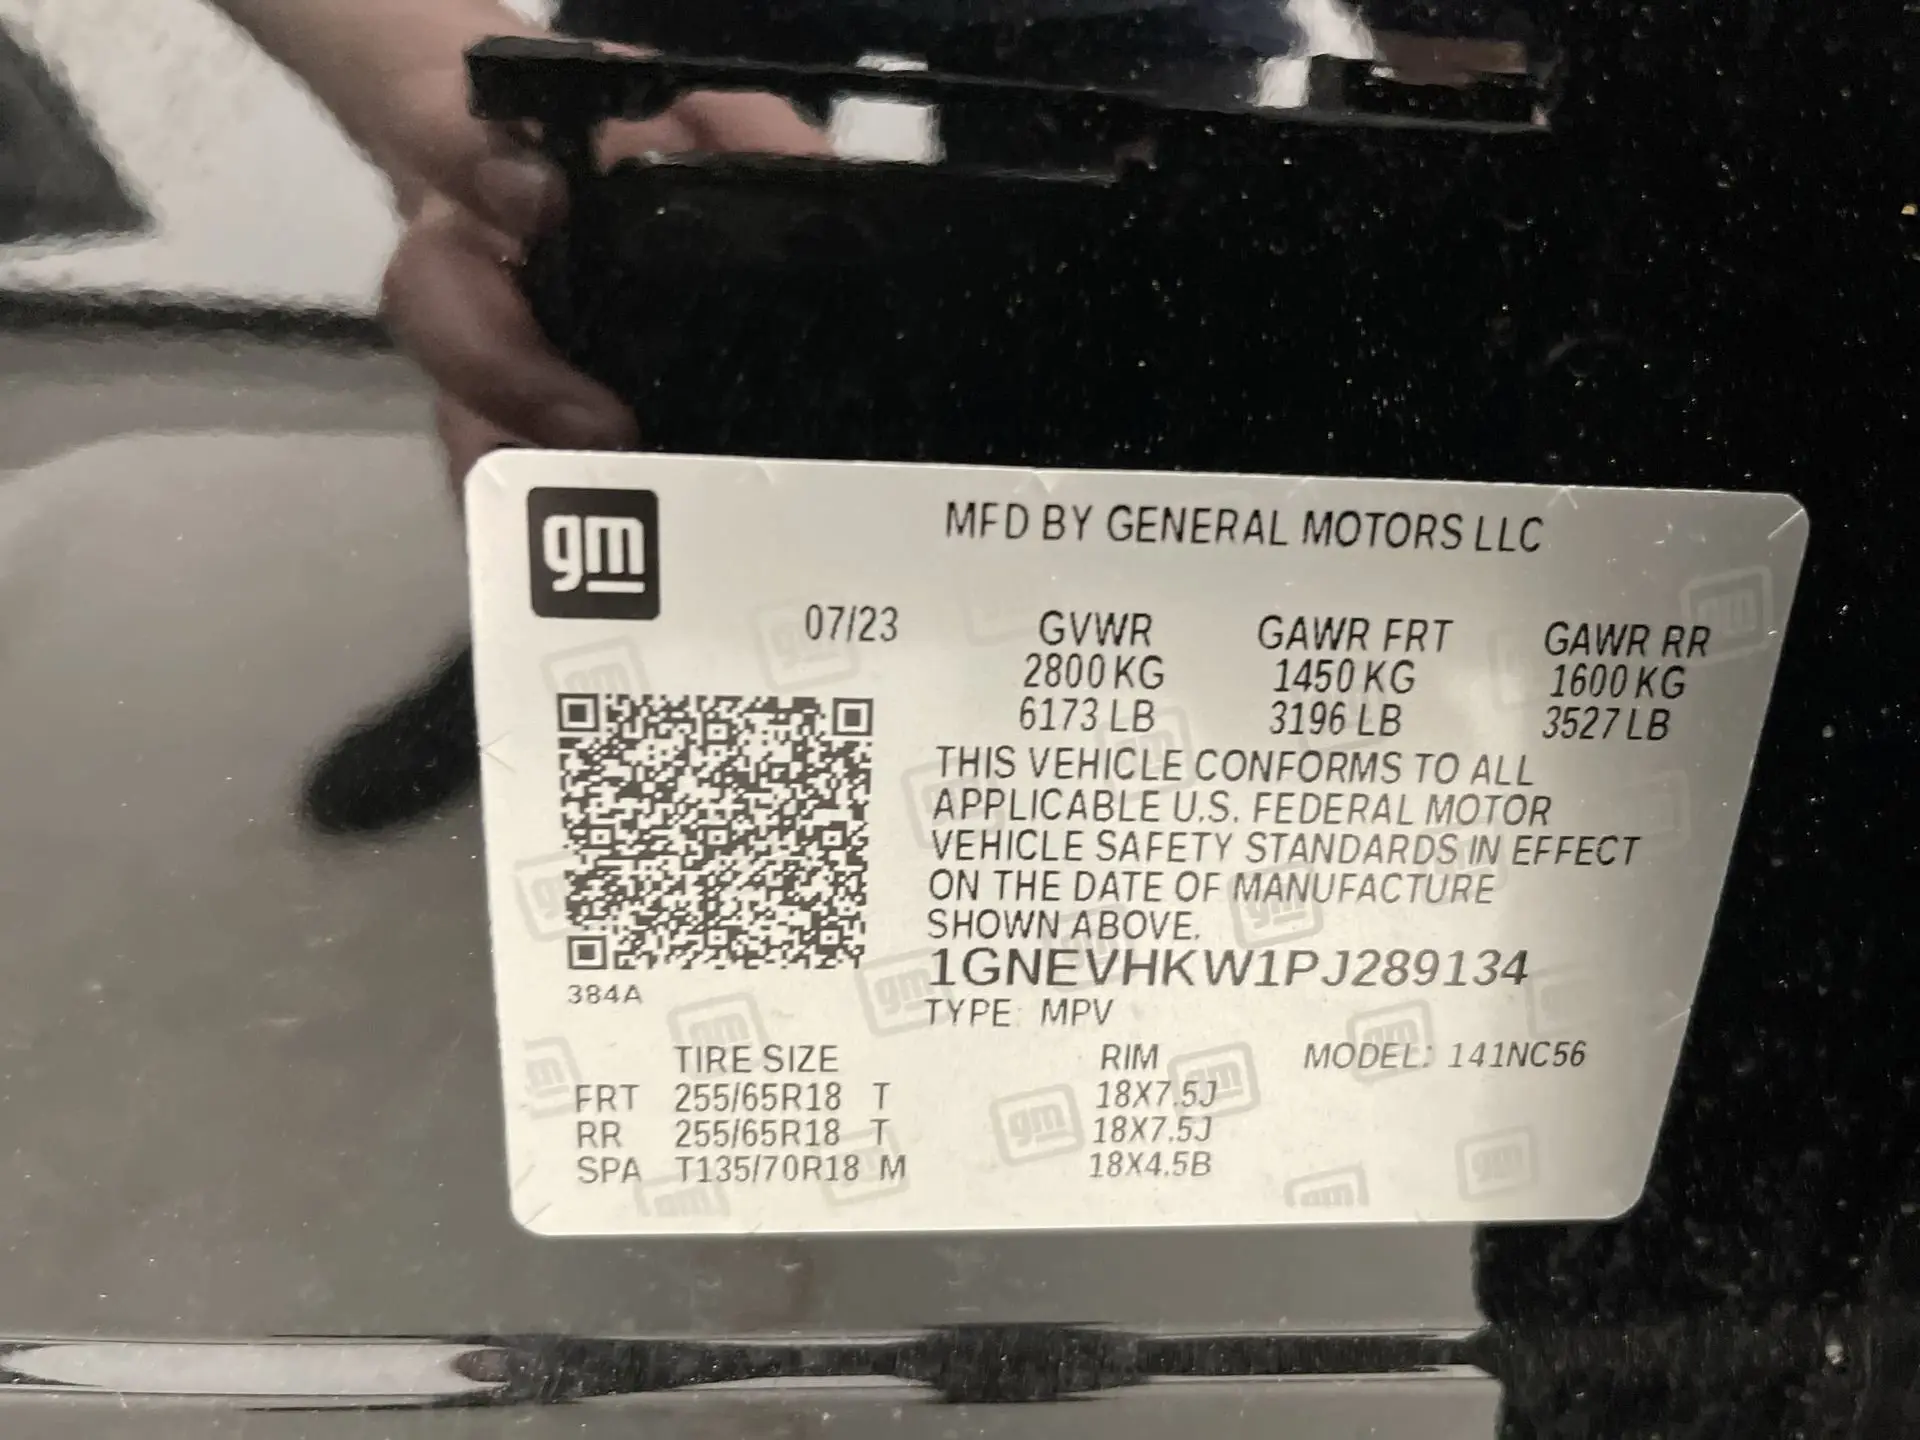 gm
MFD BY GENERAL MOTORS LLC
07/23
GVWR GAWR FRT GAWR RR
2800 KG 1450 KG 1600 KG
6173 LB 3196 LB 3527 LB
THIS VEHICLE CONFORMS TO ALL
APPLICABLE U.S. FEDERAL MOTOR
VEHICLE SAFETY STANDARDS IN EFFECT
ON THE DATE OF MANUFACTURE
SHOWN ABOVE.
1GNEVHKW1PJ289134
384A
TYPE: MPV
TIRE SIZE RIM MODEL: 141NC56
FRT 255/65R18 T 18X7.5J
RR 255/65R18 T 18X7.5J
SPA T135/70R18 M 18X4.5B